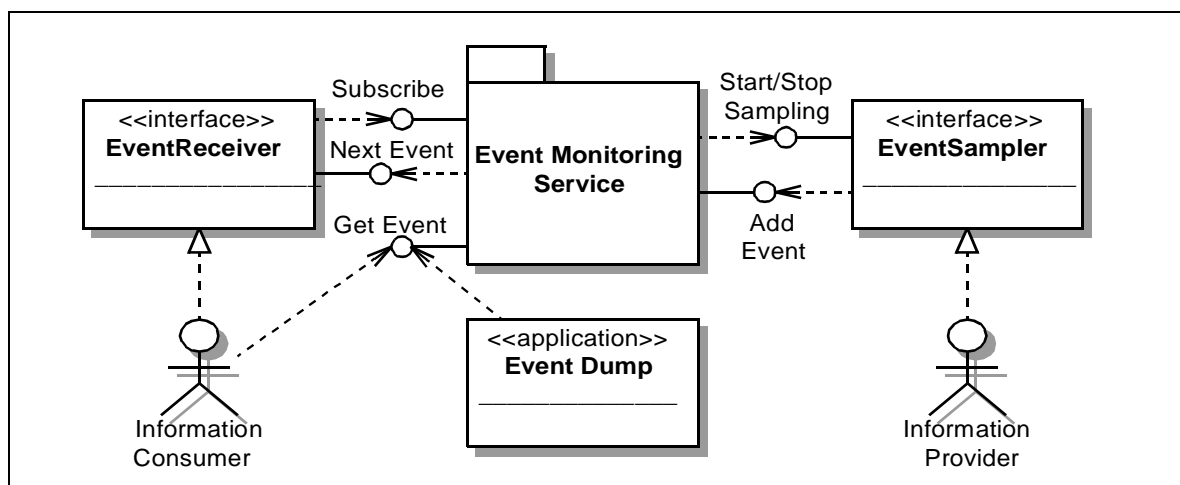 Subscribe
<<interface>>
EventReceiver
Next Event
Get Event
Event Monitoring
Service
Start/Stop
Sampling
<<interface>>
EventSampler
Add
Event
<<application>>
Event Dump
Information
Consumer
Information
Provider